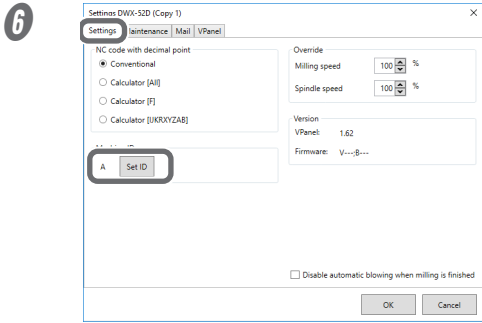 6
Settings DWX-52D (Copy 1)
Settings Maintenance Mail VPanel
NC code with decimal point
Conventional
Calculator [All]
Calculator [F]
Calculator [UKRXYZAB]
A Set ID
Override
Milling speed 100 %
Spindle speed 100 %
Version
VPanel: 1.62
Firmware: V---;B---
Disable automatic blowing when milling is finished
OK Cancel